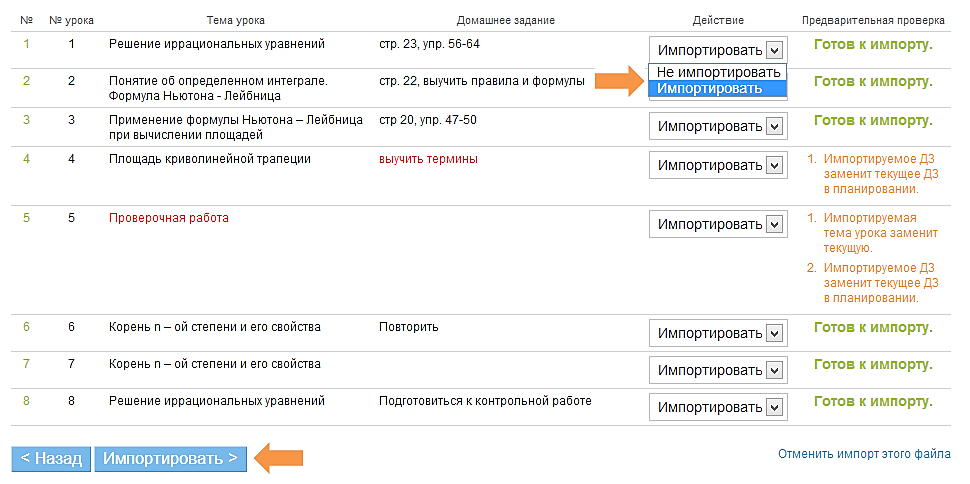 № № урока Тема урока Домашнее задание Действие Предварительная проверка
1 1 Решение иррациональных уравнений стр. 23, упр. 56-64 Импортировать Готов к импорту.
Не импортировать
Импортировать
2 2 Понятие об определенном интеграле. стр. 22, выучить правила и формулы Готов к импорту.
Формула Ньютона - Лейбница
3 3 Применение формулы Ньютона – Лейбница стр 20, упр. 47-50 Импортировать Готов к импорту.
при вычислении площадей
4 4 Площадь криволинейной трапеции выучить термины Импортировать 1. Импортируемое ДЗ
заменит текущее ДЗ
в планировании.
5 5 Проверочная работа Импортировать 1. Импортируемая
тема урока заменит
текущую.
2. Импортируемое ДЗ
заменит текущее ДЗ
в планировании.
6 6 Корень n – ой степени и его свойства Повторить Импортировать Готов к импорту.
7 7 Корень n – ой степени и его свойства Импортировать Готов к импорту.
8 8 Решение иррациональных уравнений Подготовиться к контрольной работе Импортировать Готов к импорту.
< Назад Импортировать > Отменить импорт этого файла